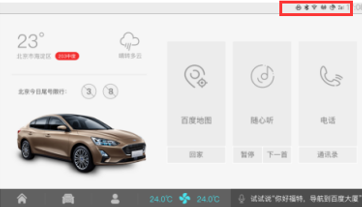 23°
北京市海淀区
晴转多云
北京今日尾号限行: 3 8
百度地图
随心听
电话
回家
暂停
下一首
通讯录
24.0℃
24.0℃
试试说“你好福特,导航到百度大厦”